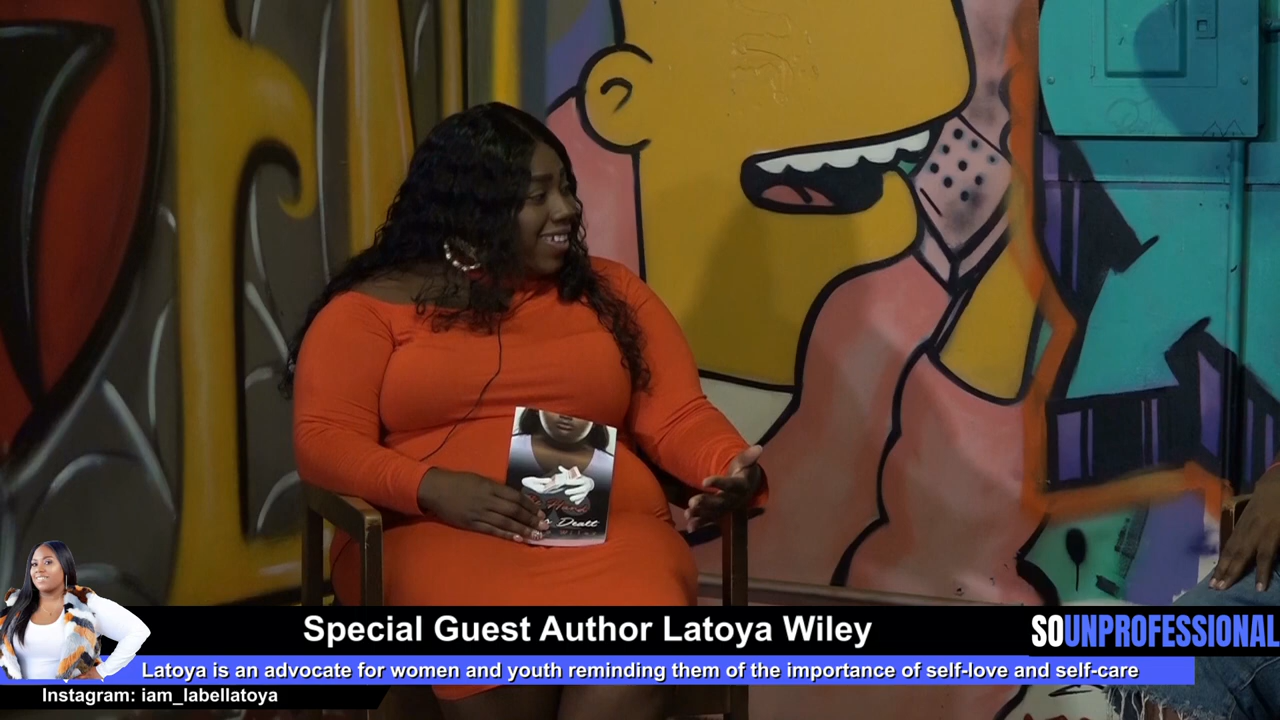 Dealt
Special Guest Author Latoya Wiley
SOUNPROFESSIONAL
Latoya is an advocate for women and youth reminding them of the importance of self-love and self-care
Instagram: iam_labellatoya